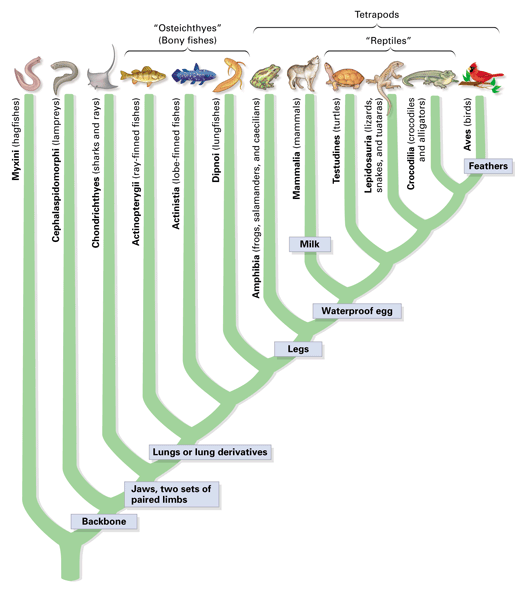 Tetrapods
"Osteichthyes"
(Bony fishes)
"Reptiles"
Myxini (hagfishes)
Cephalaspidomorphi (lampreys)
Chondrichthyes (sharks and rays)
Actinopterygii (ray-finned fishes)
Actinistia (lobe-finned fishes)
Dipnoi (lungfishes)
Amphibia (frogs, salamanders, and caecilians)
Mammalia (mammals)
Testudines (turtles)
Lepidosauria (lizards,
snakes, and tuataras)
Crocodilia (crocodiles
and alligators)
Aves (birds)
Feathers
Milk
Waterproof egg
Legs
Lungs or lung derivatives
Jaws, two sets of
paired limbs
Backbone